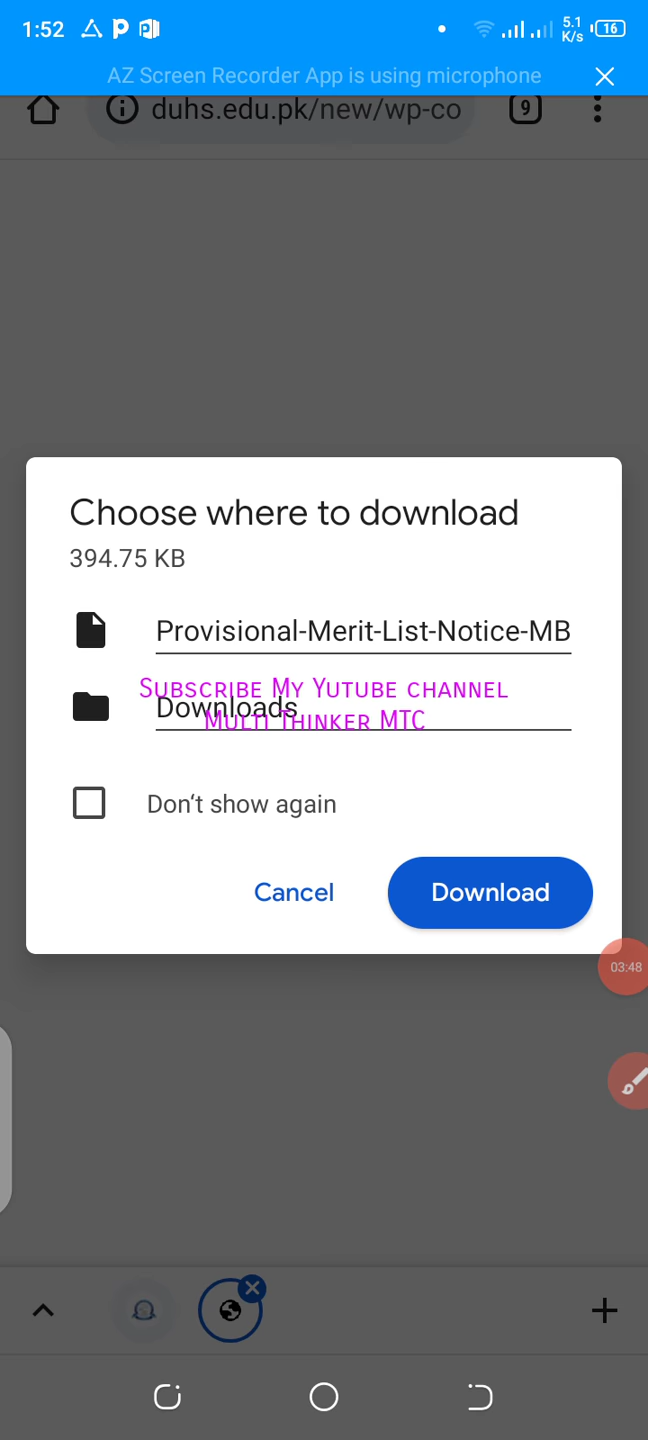 1:52
5.1
K/s
16
AZ Screen Recorder App is using microphone
duhs.edu.pk/new/wp-co
9
Choose where to download
394.75 KB
Provisional-Merit-List-Notice-MB
Subscribe My Yutube channel
Downloads
Multi Thinker MTC
Don't show again
Cancel
Download
03:48